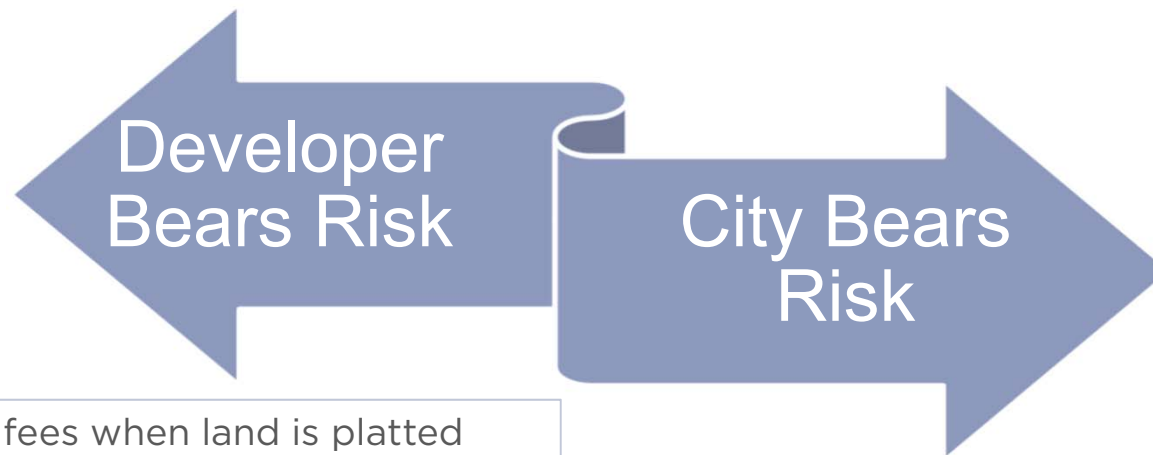 Developer
Bears Risk
City Bears
Risk
fees when land is platted